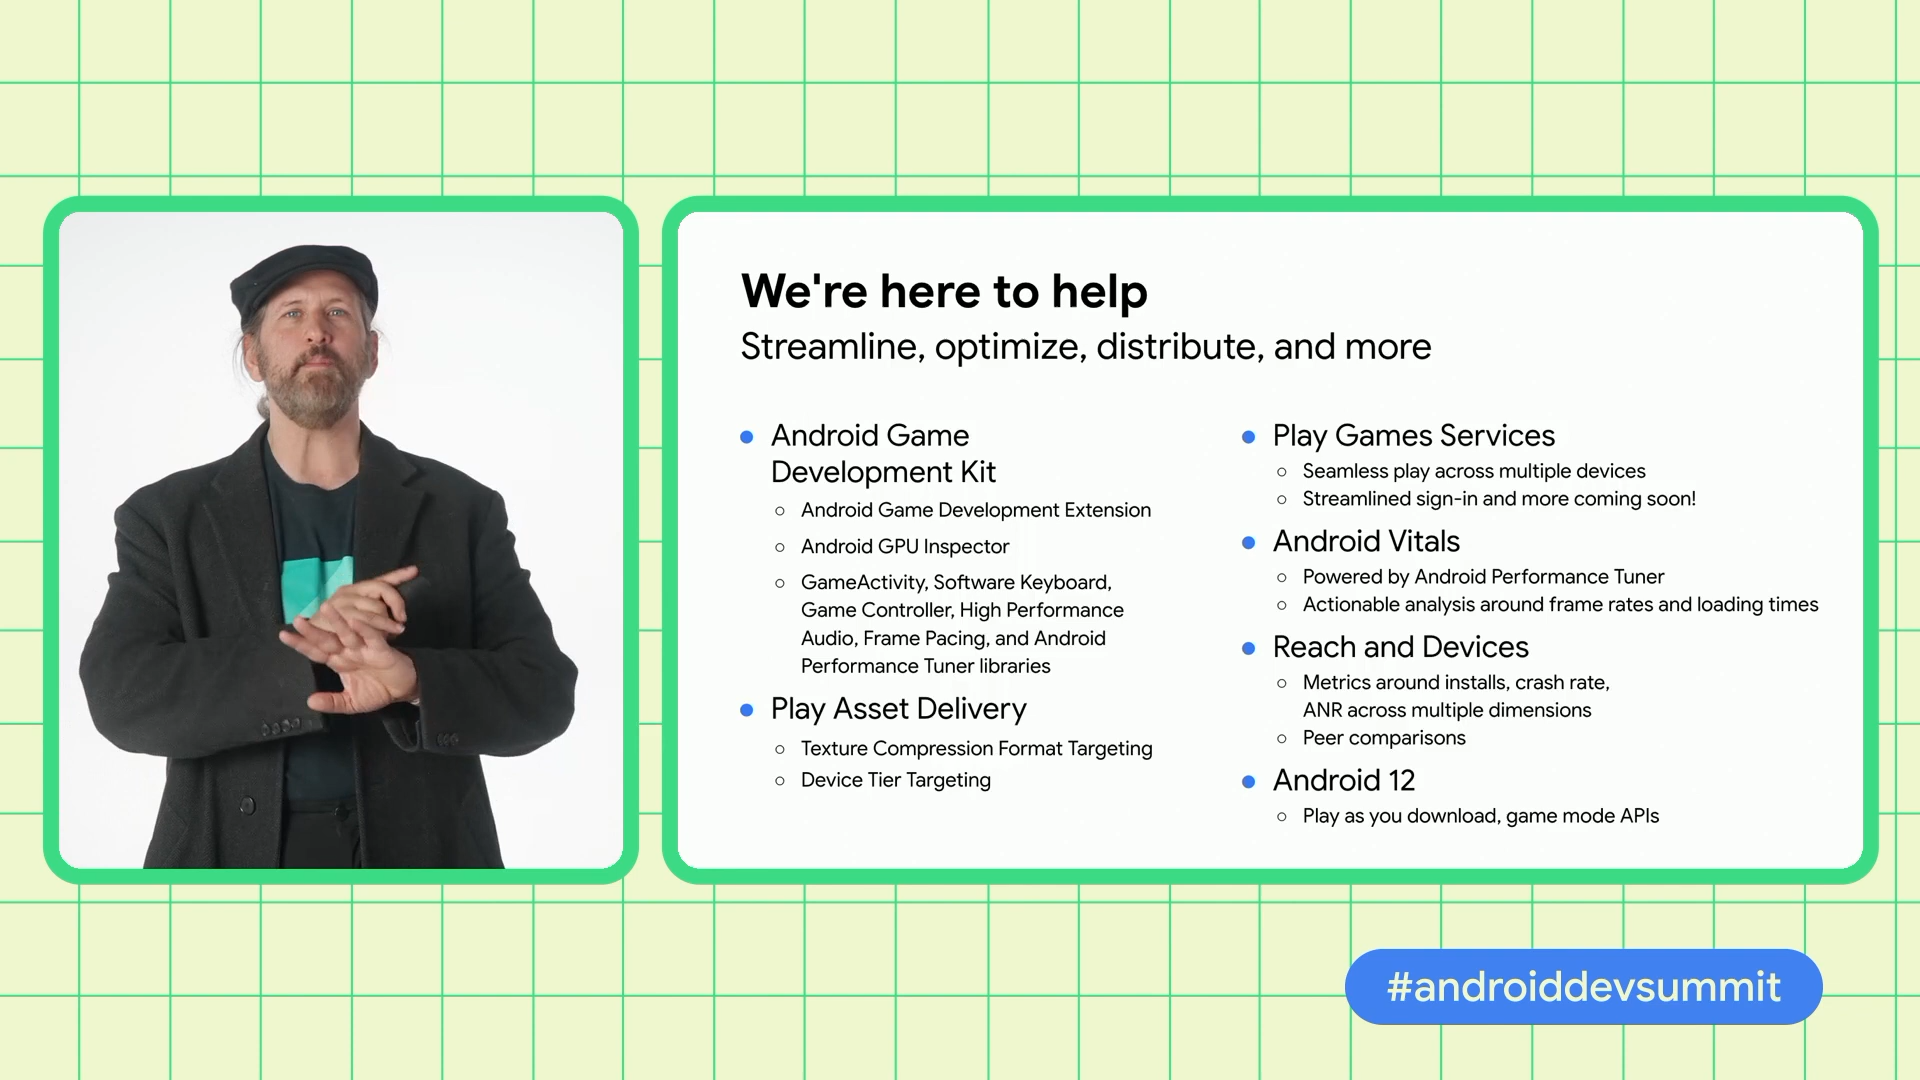 We're here to help
Streamline, optimize, distribute, and more
Android Game
Development Kit
Android Game Development Extension
Android GPU Inspector
GameActivity, Software Keyboard,
Game Controller, High Performance
Audio, Frame Pacing, and Android
Performance Tuner libraries
Play Asset Delivery
Texture Compression Format Targeting
Device Tier Targeting
Play Games Services
Seamless play across multiple devices
Streamlined sign-in and more coming soon!
Android Vitals
Powered by Android Performance Tuner
Actionable analysis around frame rates and loading times
Reach and Devices
Metrics around installs, crash rate,
ANR across multiple dimensions
Peer comparisons
Android 12
Play as you download, game mode APIs
#androiddevsummit